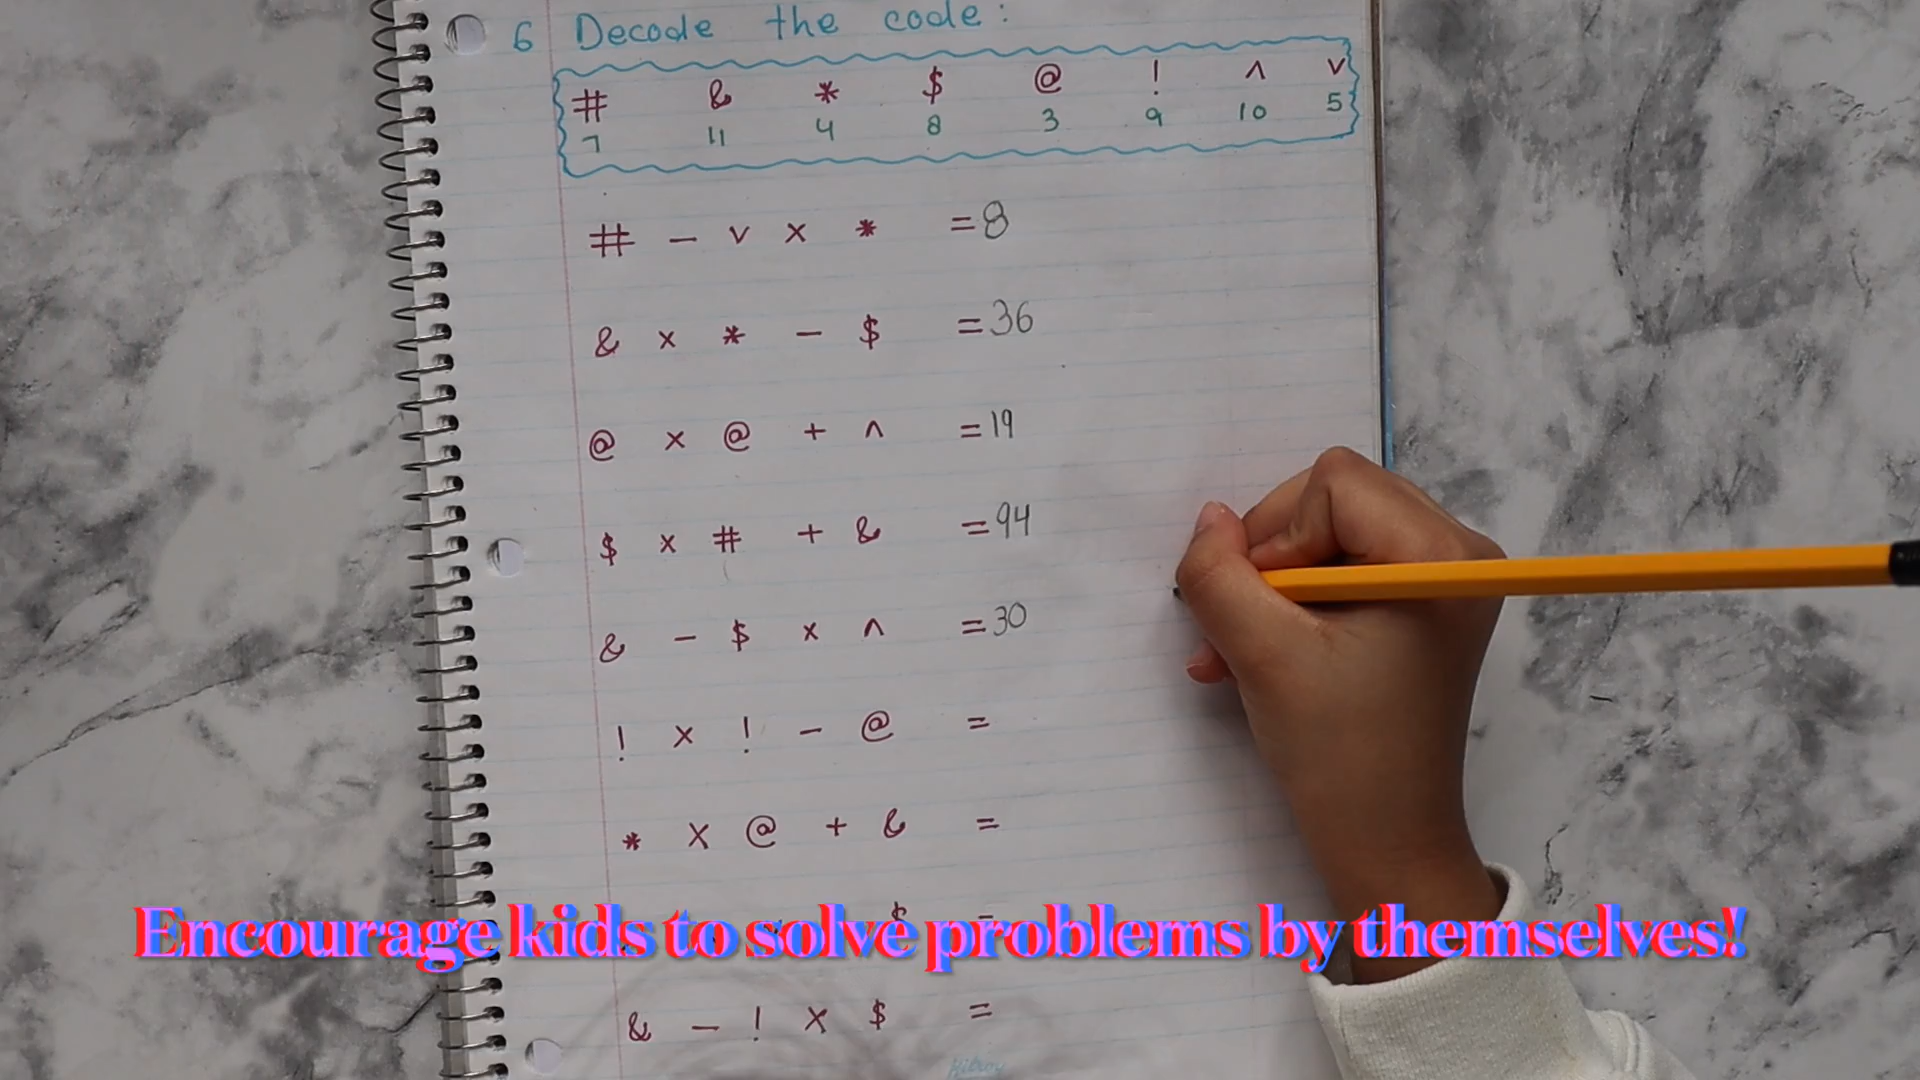 6 Decode the code:
# & * $ @ ! ^ v
7 11 4 8 3 9 10 5
# - v x * = 8
& x * - $ = 36
@ x @ + ^ = 19
$ x # + & = 94
& - $ x ^ = 30
! x ! - @ =
* x @ + & =
$ =
Encourage kids to solve problems by themselves!
& - ! x $ =
Hilroy